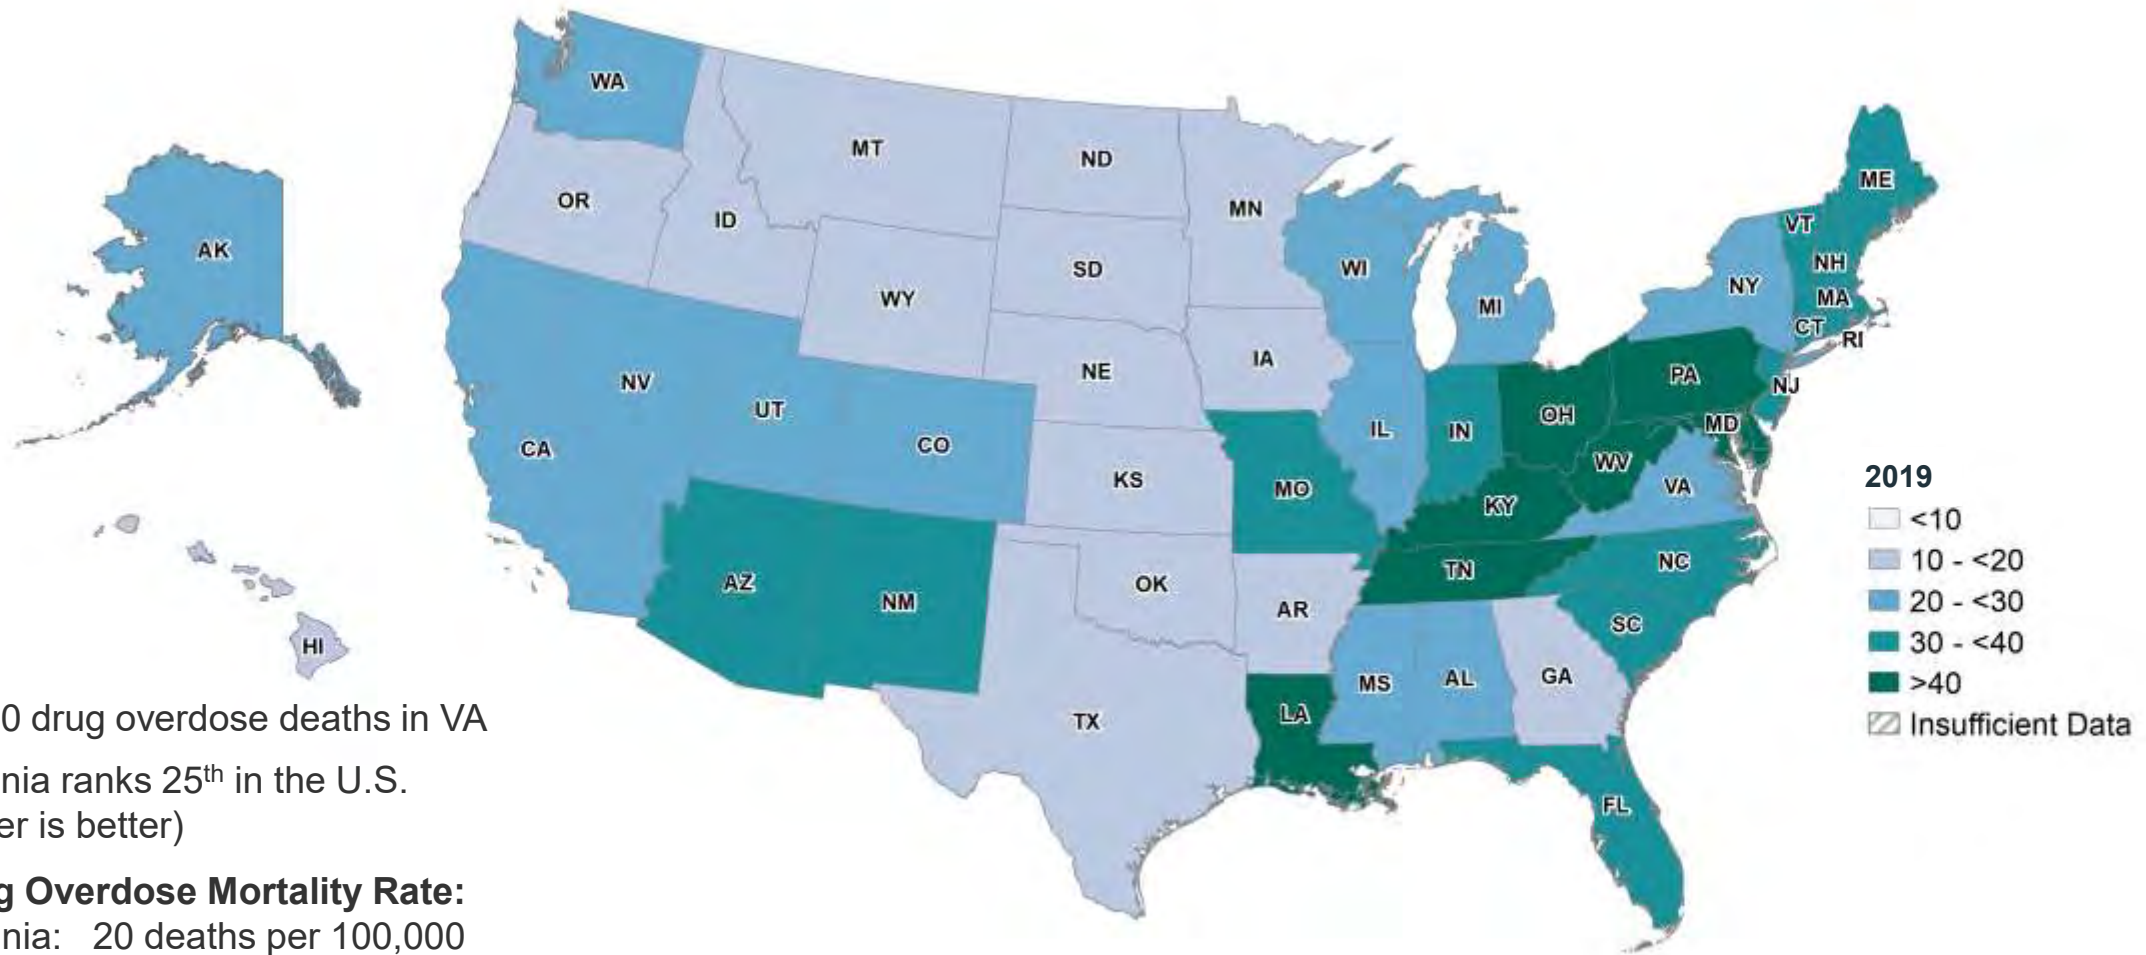 WA
MT
ND
MN
OR
ID
SD
WY
WI
MI
ME
VT
NH
NY
MA
CT
RI
AK
IA
NE
NV
UT
CO
CA
KS
MO
IL
IN
OH
PA
NJ
MD
WV
VA
KY
TN
NC
SC
AZ
NM
OK
AR
TX
LA
MS
AL
GA
FL
HI
2019
<10
10 - <20
20 - <30
30 - <40
>40
Insufficient Data
0 drug overdose deaths in VA
nia ranks 25th in the U.S.
er is better)
g Overdose Mortality Rate:
nia: 20 deaths per 100,000